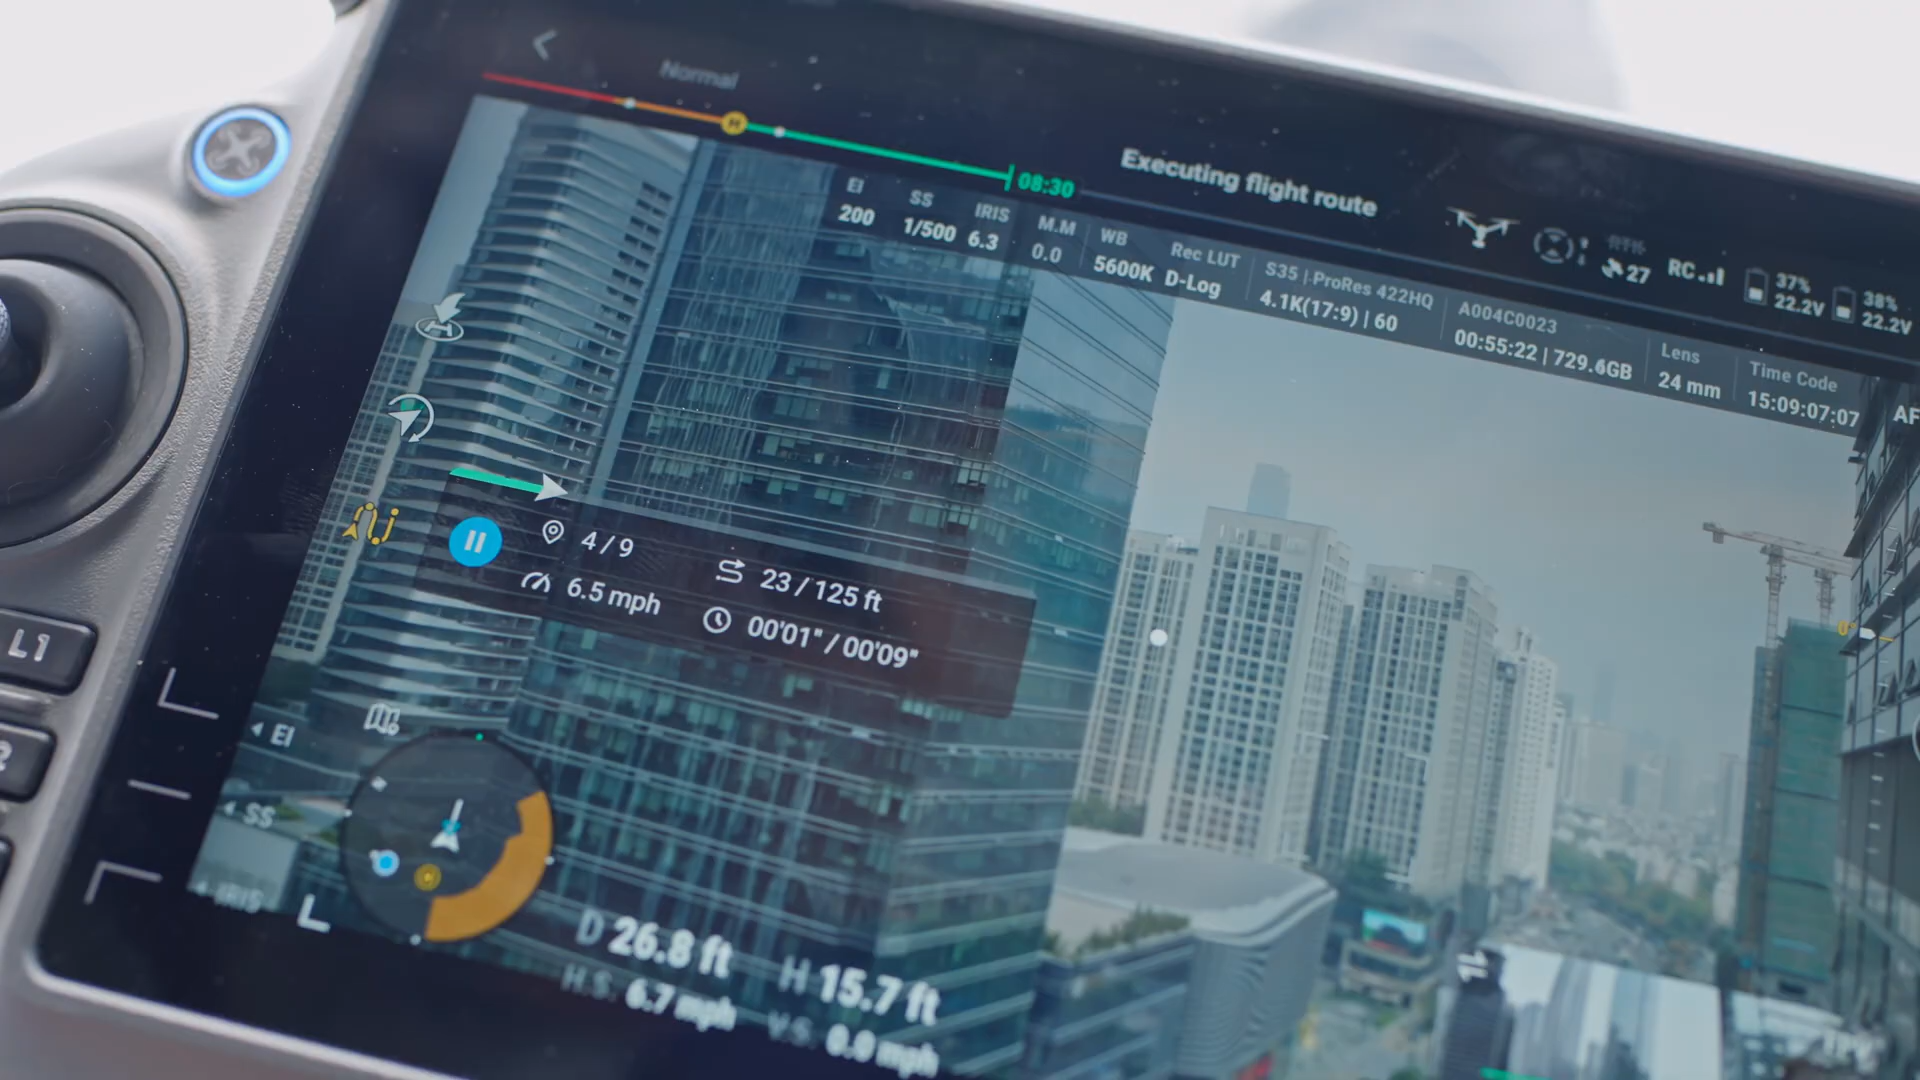 Normal
H
08:30
Executing flight route
EI
200
SS
1/500
IRIS
6.3
M.M
0.0
WB
5600K
Rec LUT
D-Log
S35 | ProRes 422HQ
4.1K(17:9) | 60
A004C0023
00:55:22 | 729.6GB
Lens
24 mm
Time Code
15:09:07:07
AF
RTK
27
RC
37%
22.2V
38%
22.2V
H
4 / 9
23 / 125 ft
6.5 mph
00'01" / 00'09"
0°
L1
EI
SS
IRIS
D 26.8 ft
H 15.7 ft
H.S. 6.7 mph
V.S. 0.0 mph